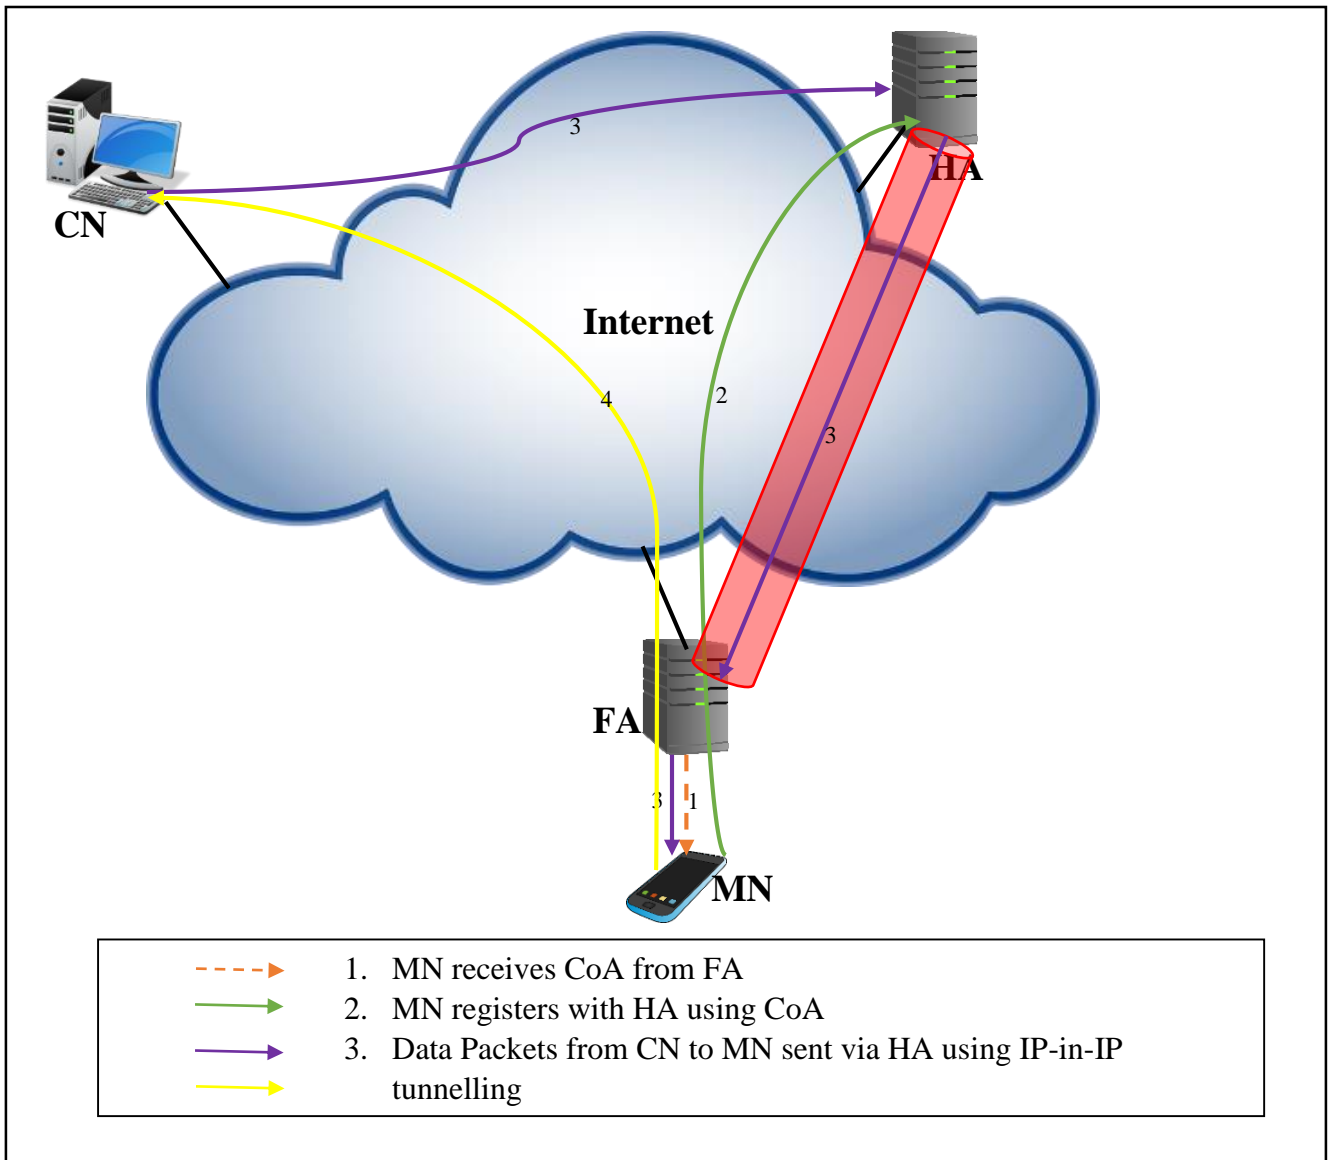 3
HA
CN
Internet
2
4
3
FA
3
1
MN
1. MN receives CoA from FA
2. MN registers with HA using CoA
3. Data Packets from CN to MN sent via HA using IP-in-IP
tunnelling